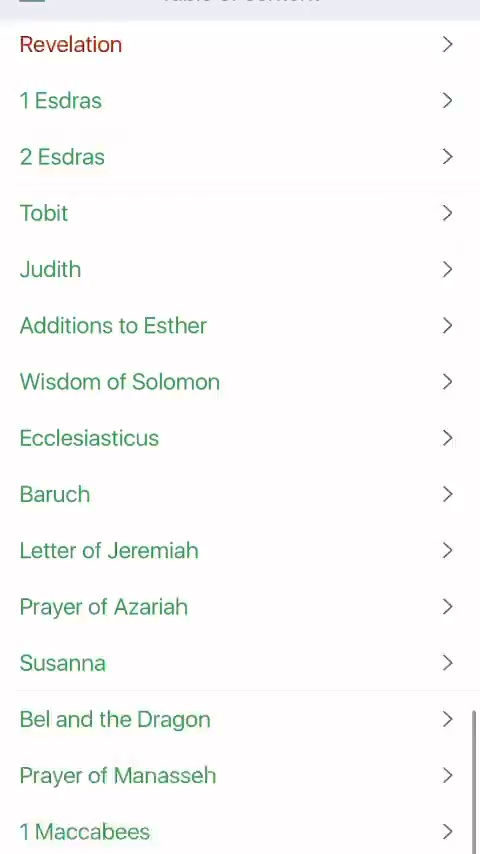 Revelation
1 Esdras
2 Esdras
Tobit
Judith
Additions to Esther
Wisdom of Solomon
Ecclesiasticus
Baruch
Letter of Jeremiah
Prayer of Azariah
Susanna
Bel and the Dragon
Prayer of Manasseh
1 Maccabees